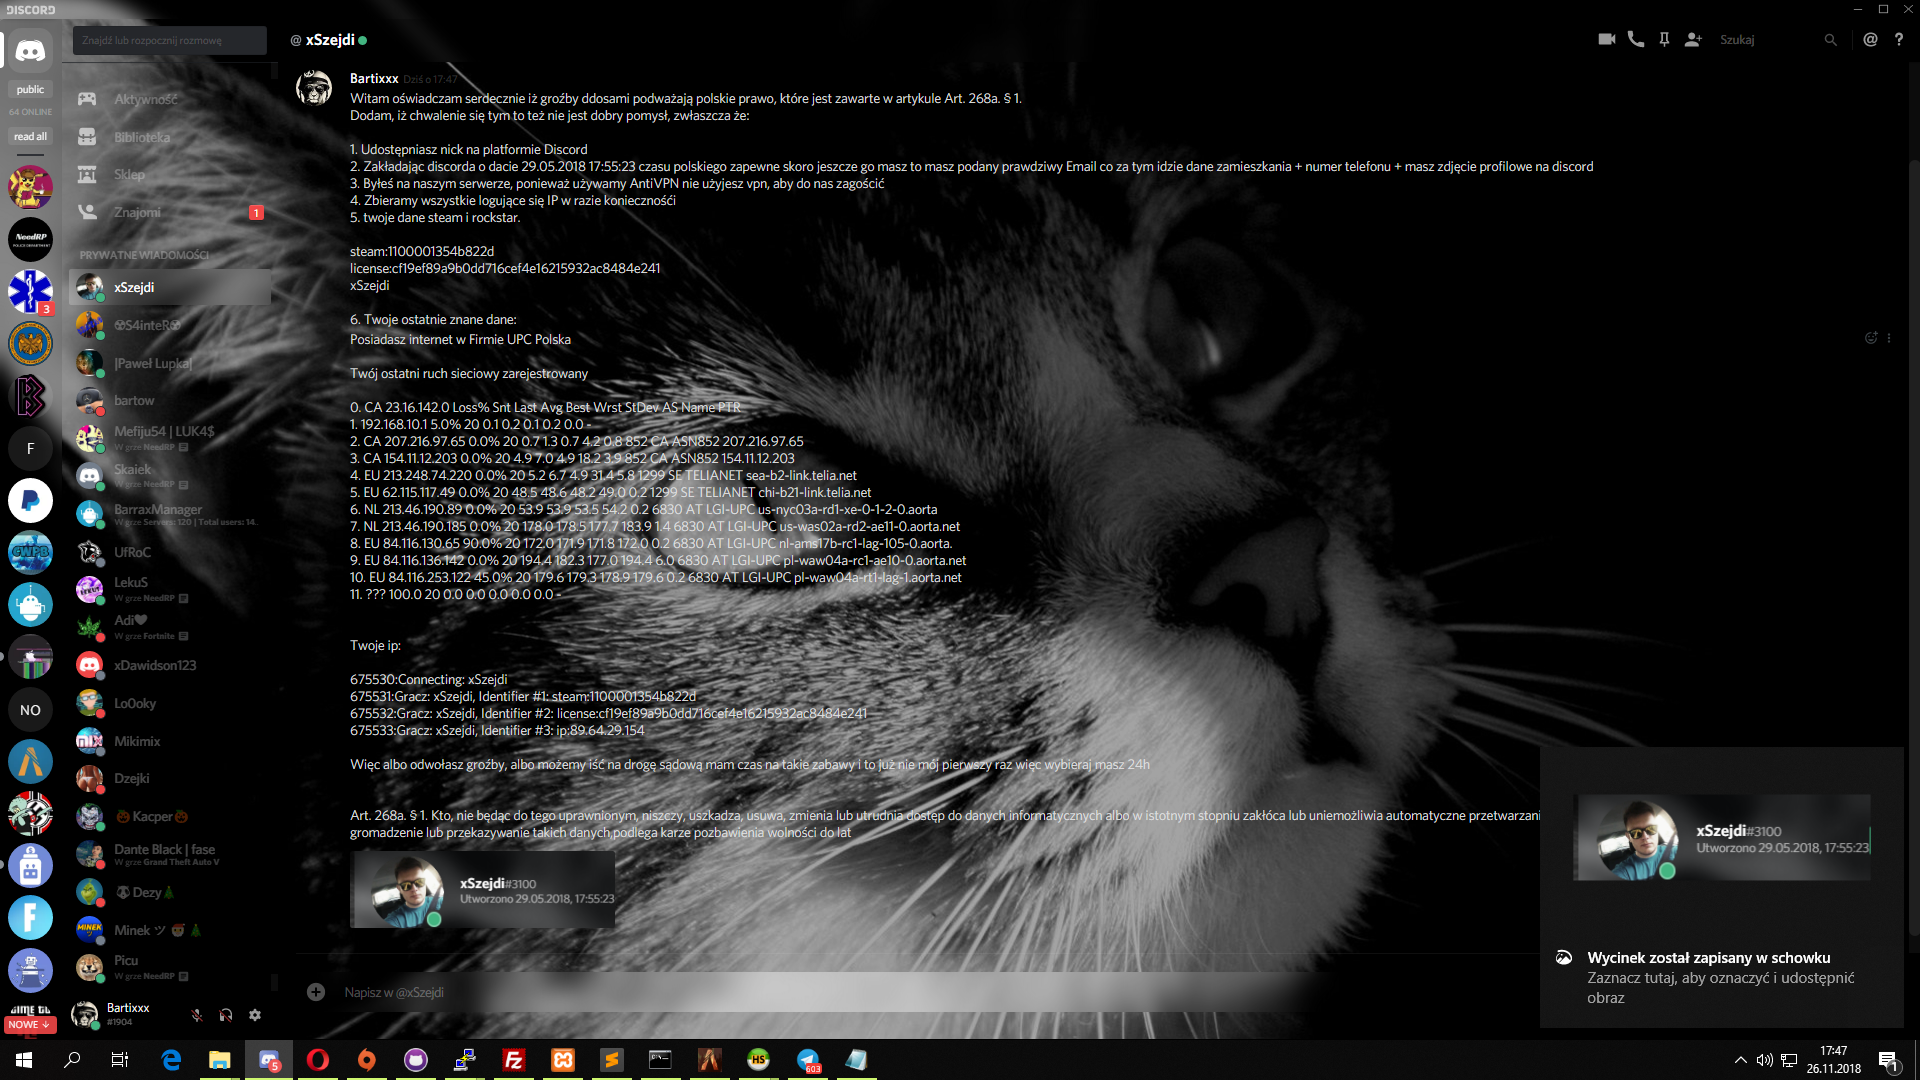 DISCORD
public
64 ONLINE
read all
NeedRP
3
F
NO
NOWE ↓
Znajdź lub rozpocznij rozmowę
Aktywność
Biblioteka
Sklep
Znajomi
1
PRYWATNE WIADOMOŚCI
xSzejdi
☢S4inteR☢
|Paweł Lupka|
bartow
Mefiju54 | LUK4$
W grze NeedRP
Skaiek
W grze NeedRP
BarraxManager
W grze Servers: 120 | Total users: 14..
UfRoC
LekuS
W grze NeedRP
Adi🖤
W grze Fortnite
xDawidson123
LoOoky
Mikimix
Dzejki
🎃Kacper🎃
Dante Black | fase
W grze Grand Theft Auto V
🐼Dezy🎄
Minek ツ 🎅🎄
Picu
W grze NeedRP
Bartixxx
#1904
@ xSzejdi
Szukaj
Bartixxx Dziś o 17:47
Witam oświadczam serdecznie iż groźby ddosami podważają polskie prawo, które jest zawarte w artykule Art. 268a. § 1.
Dodam, iż chwalenie się tym to też nie jest dobry pomysł, zwłaszcza że:
1. Udostępniasz nick na platformie Discord
2. Zakładając discorda o dacie 29.05.2018 17:55:23 czasu polskiego zapewne skoro jeszcze go masz to masz podany prawdziwy Email co za tym idzie dane zamieszkania + numer telefonu + masz zdjęcie profilowe na discord
3. Byłeś na naszym serwerze, ponieważ używamy AntiVPN nie użyjesz vpn, aby do nas zagościć
4. Zbieramy wszystkie logujące się IP w razie koniecznośći
5. twoje dane steam i rockstar.
steam:1100001354b822d
license:cf19ef89a9b0dd716cef4e16215932ac8484e241
xSzejdi
6. Twoje ostatnie znane dane:
Posiadasz internet w Firmie UPC Polska
Twój ostatni ruch sieciowy zarejestrowany
0. CA 23.16.142.0 Loss% Snt Last Avg Best Wrst StDev AS Name PTR
1. 192.168.10.1 5.0% 20 0.1 0.2 0.1 0.2 0.0 -
2. CA 207.216.97.65 0.0% 20 0.7 1.3 0.7 4.2 0.8 852 CA ASN852 207.216.97.65
3. CA 154.11.12.203 0.0% 20 4.9 7.0 4.9 18.2 3.9 852 CA ASN852 154.11.12.203
4. EU 213.248.74.220 0.0% 20 5.2 6.7 4.9 31.4 5.8 1299 SE TELIANET sea-b2-link.telia.net
5. EU 62.115.117.49 0.0% 20 48.5 48.6 48.2 49.0 0.2 1299 SE TELIANET chi-b21-link.telia.net
6. NL 213.46.190.89 0.0% 20 53.9 53.9 53.5 54.2 0.2 6830 AT LGI-UPC us-nyc03a-rd1-xe-0-1-2-0.aorta
7. NL 213.46.190.185 0.0% 20 178.0 178.5 177.7 183.9 1.4 6830 AT LGI-UPC us-was02a-rd2-ae11-0.aorta.net
8. EU 84.116.130.65 90.0% 20 172.0 171.9 171.8 172.0 0.2 6830 AT LGI-UPC nl-ams17b-rc1-lag-105-0.aorta.
9. EU 84.116.136.142 0.0% 20 194.4 182.3 177.0 194.4 6.0 6830 AT LGI-UPC pl-waw04a-rc1-ae10-0.aorta.net
10. EU 84.116.253.122 45.0% 20 179.6 179.3 178.9 179.6 0.2 6830 AT LGI-UPC pl-waw04a-rt1-lag-1.aorta.net
11. ??? 100.0 20 0.0 0.0 0.0 0.0 0.0 -
Twoje ip:
675530:Connecting: xSzejdi
675531:Gracz: xSzejdi, Identifier #1: steam:1100001354b822d
675532:Gracz: xSzejdi, Identifier #2: license:cf19ef89a9b0dd716cef4e16215932ac8484e241
675533:Gracz: xSzejdi, Identifier #3: ip:89.64.29.154
Więc albo odwołasz groźby, albo możemy iść na drogę sądową mam czas na takie zabawy i to już nie mój pierwszy raz więc wybieraj masz 24h
Art. 268a. § 1. Kto, nie będąc do tego uprawnionym, niszczy, uszkadza, usuwa, zmienia lub utrudnia dostęp do danych informatycznych albo w istotnym stopniu zakłóca lub uniemożliwia automatyczne przetwarzani
gromadzenie lub przekazywanie takich danych,podlega karze pozbawienia wolności do lat
xSzejdi#3100
Utworzono 29.05.2018, 17:55:23
Napisz w @xSzejdi
xSzejdi#3100
Utworzono 29.05.2018, 17:55:23
Wycinek został zapisany w schowku
Zaznacz tutaj, aby oznaczyć i udostępnić
obraz
5
603
17:47
26.11.2018
1